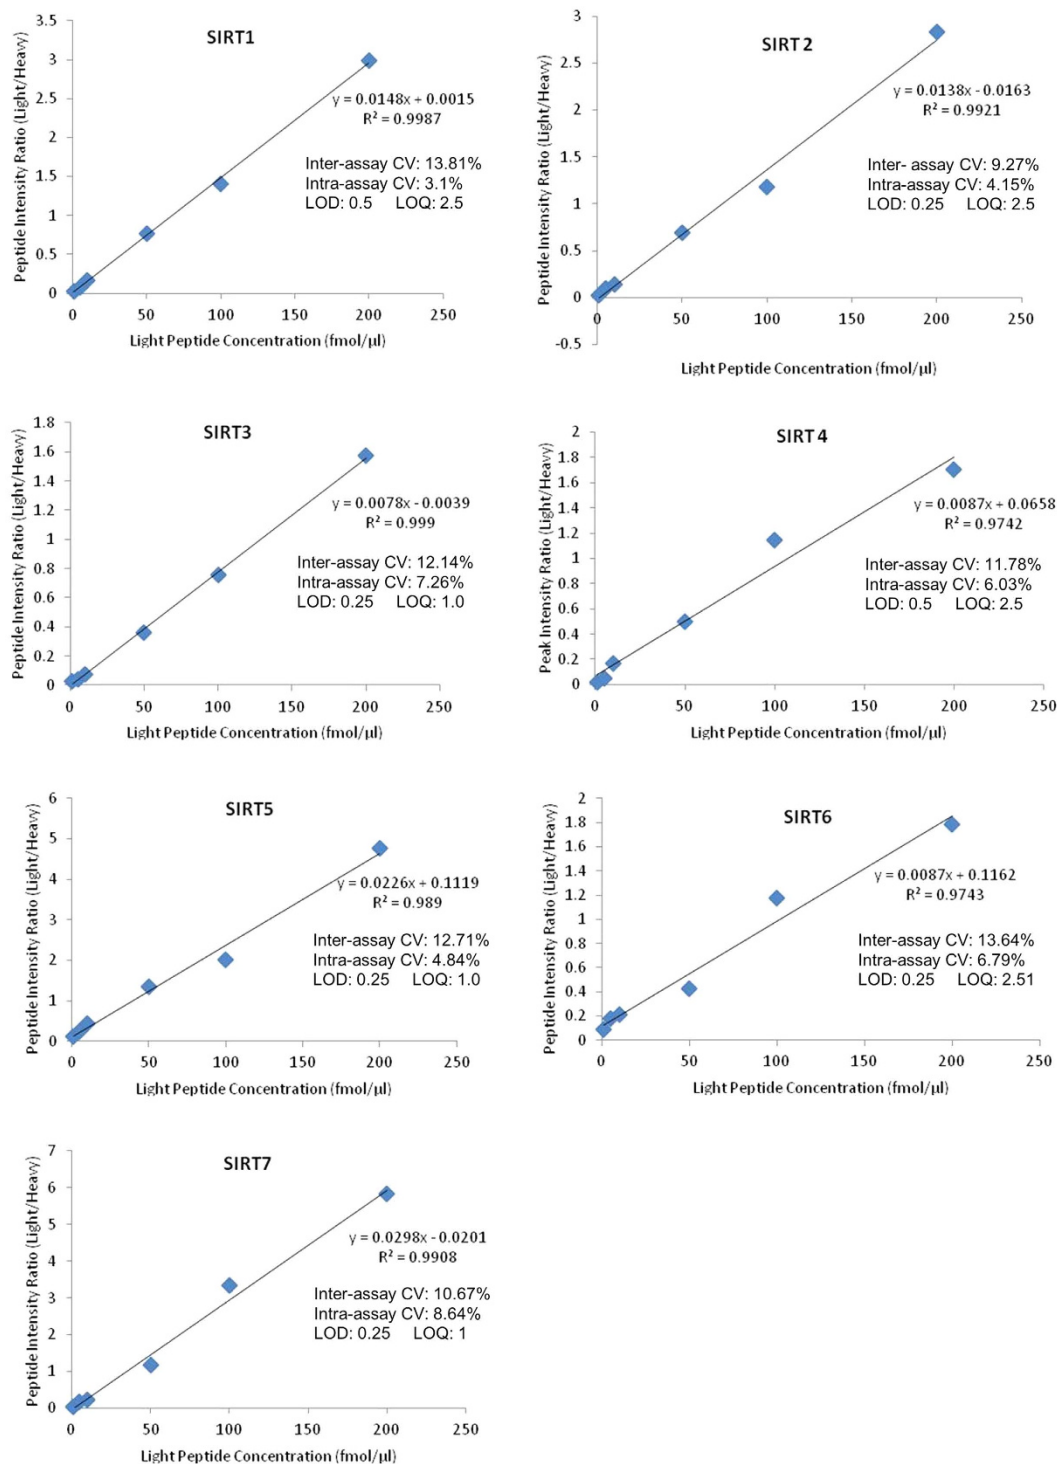 SIRT1
Peptide Intensity Ratio (Light/Heavy)
3.5
3
2.5
2
1.5
1
0.5
0
y = 0.0148x + 0.0015
R² = 0.9987
Inter-assay CV: 13.81%
Intra-assay CV: 3.1%
LOD: 0.5 LOQ: 2.5
0 50 100 150 200 250
Light Peptide Concentration (fmol/µl)
SIRT 2
Peptide Intensity Ratio (Light/Heavy)
3
2.5
2
1.5
1
0.5
0
-0.5
y = 0.0138x - 0.0163
R² = 0.9921
Inter- assay CV: 9.27%
Intra-assay CV: 4.15%
LOD: 0.25 LOQ: 2.5
0 50 100 150 200 250
Light Peptide Concentration (fmol/µl)
SIRT3
Peptide Intensity Ratio (Light/Heavy)
1.8
1.6
1.4
1.2
1
0.8
0.6
0.4
0.2
0
y = 0.0078x - 0.0039
R² = 0.999
Inter-assay CV: 12.14%
Intra-assay CV: 7.26%
LOD: 0.25 LOQ: 1.0
0 50 100 150 200 250
Light Peptide Concentration (fmol/µl)
SIRT 4
Peak Intensity Ratio (Light/Heavy)
2
1.8
1.6
1.4
1.2
1
0.8
0.6
0.4
0.2
0
y = 0.0087x + 0.0658
R² = 0.9742
Inter-assay CV: 11.78%
Intra-assay CV: 6.03%
LOD: 0.5 LOQ: 2.5
0 50 100 150 200 250
Light Peptide Concentration (fmol/µl)
SIRT5
Peptide Intensity Ratio (Light/Heavy)
6
5
4
3
2
1
0
y = 0.0226x + 0.1119
R² = 0.989
Inter-assay CV: 12.71%
Intra-assay CV: 4.84%
LOD: 0.25 LOQ: 1.0
0 50 100 150 200 250
Light Peptide Concentration (fmol/µl)
SIRT6
Peptide Intensity Ratio (Light/Heavy)
2
1.8
1.6
1.4
1.2
1
0.8
0.6
0.4
0.2
0
y = 0.0087x + 0.1162
R² = 0.9743
Inter-assay CV: 13.64%
Intra-assay CV: 6.79%
LOD: 0.25 LOQ: 2.51
0 50 100 150 200 250
Light Peptide Concentration (fmol/µl)
SIRT7
Peptide Intensity Ratio (Light/Heavy)
7
6
5
4
3
2
1
0
y = 0.0298x - 0.0201
R² = 0.9908
Inter-assay CV: 10.67%
Intra-assay CV: 8.64%
LOD: 0.25 LOQ: 1
0 50 100 150 200 250
Light Peptide Concentration (fmol/µl)